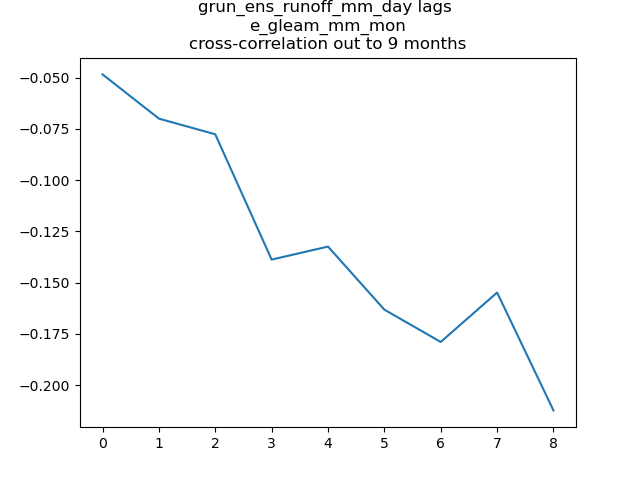 grun_ens_runoff_mm_day lags
e_gleam_mm_mon
cross-correlation out to 9 months
−0.050
−0.075
−0.100
−0.125
−0.150
−0.175
−0.200
0 1 2 3 4 5 6 7 8